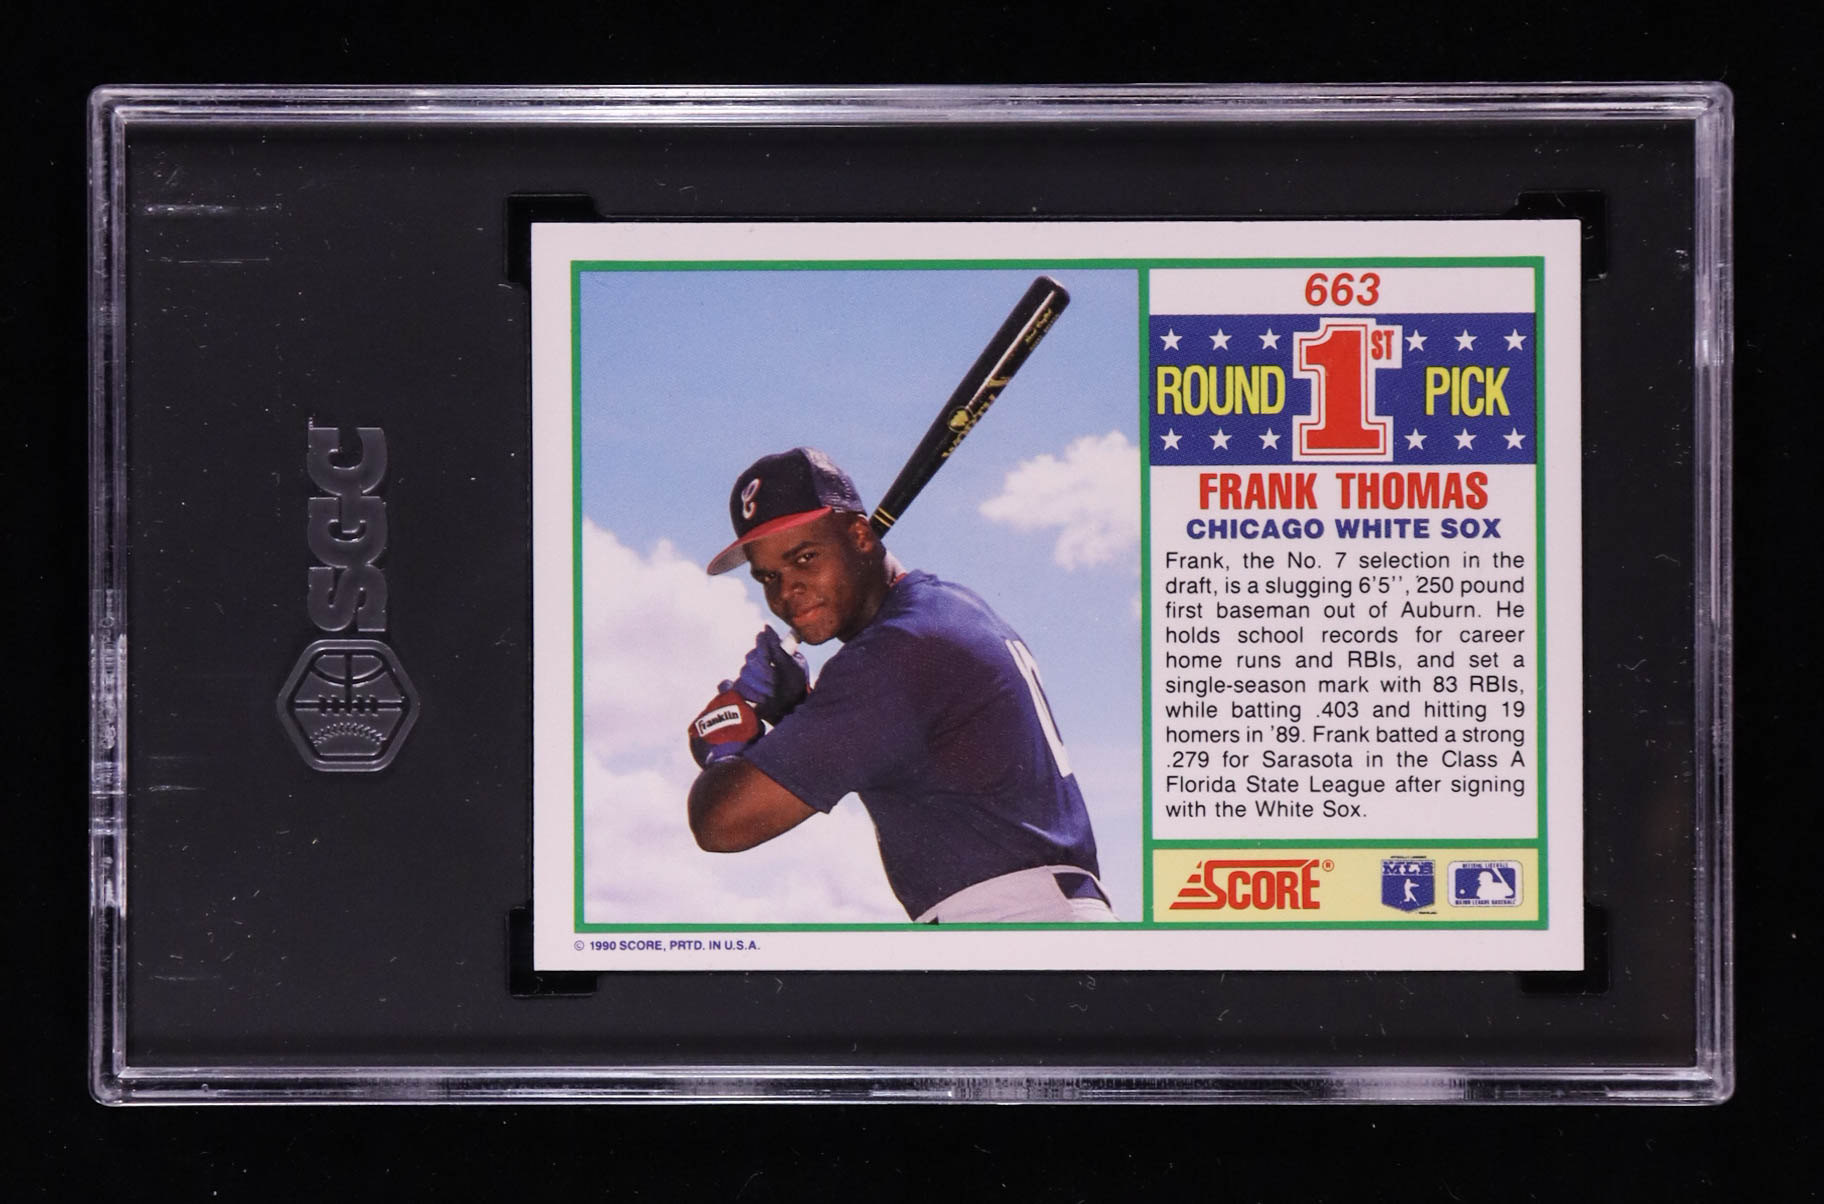 SGC
663
ROUND 1ST PICK
FRANK THOMAS
CHICAGO WHITE SOX
Frank, the No. 7 selection in the
draft, is a slugging 6'5'', 250 pound
first baseman out of Auburn. He
holds school records for career
home runs and RBIs, and set a
single-season mark with 83 RBIs,
while batting .403 and hitting 19
homers in '89. Frank batted a strong
.279 for Sarasota in the Class A
Florida State League after signing
with the White Sox.
WORTH
C
Franklin
10
SCORE®
MLB
© 1990 SCORE, PRTD. IN U.S.A.